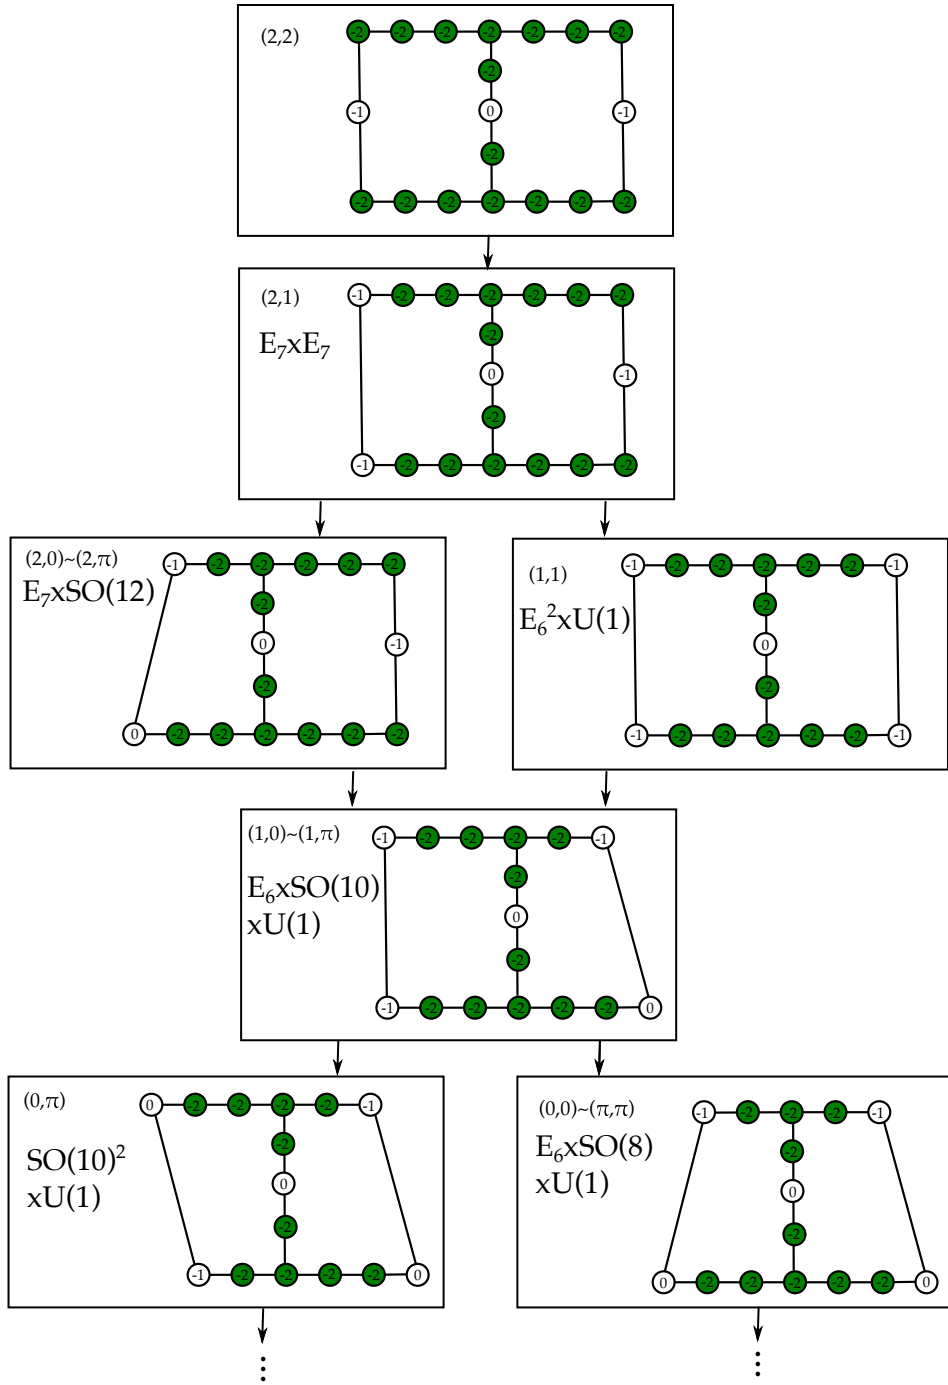 (2,2)
-2 -2 -2 -2 -2 -2 -2
-2
-1 0 -1
-2
-2 -2 -2 -2 -2 -2 -2
(2,1)
E₇xE₇
-1 -2 -2 -2 -2 -2 -2
-2
0 -1
-2
-1 -2 -2 -2 -2 -2 -2
(2,0)~(2,π)
E₇xSO(12)
-1 -2 -2 -2 -2 -2
-2
0 -1
-2
0 -2 -2 -2 -2 -2 -2
(1,1)
E₆²xU(1)
-1 -2 -2 -2 -2 -2 -1
-2
0
-2
-1 -2 -2 -2 -2 -2 -1
(1,0)~(1,π)
E₆xSO(10)
xU(1)
-1 -2 -2 -2 -2 -1
-2
0
-2
-1 -2 -2 -2 -2 -2 0
(0,π)
SO(10)²
xU(1)
0 -2 -2 -2 -2 -1
-2
0
-2
-1 -2 -2 -2 -2 0
(0,0)~(π,π)
E₆xSO(8)
xU(1)
-1 -2 -2 -2 -1
-2
0
-2
0 -2 -2 -2 -2 -2 0